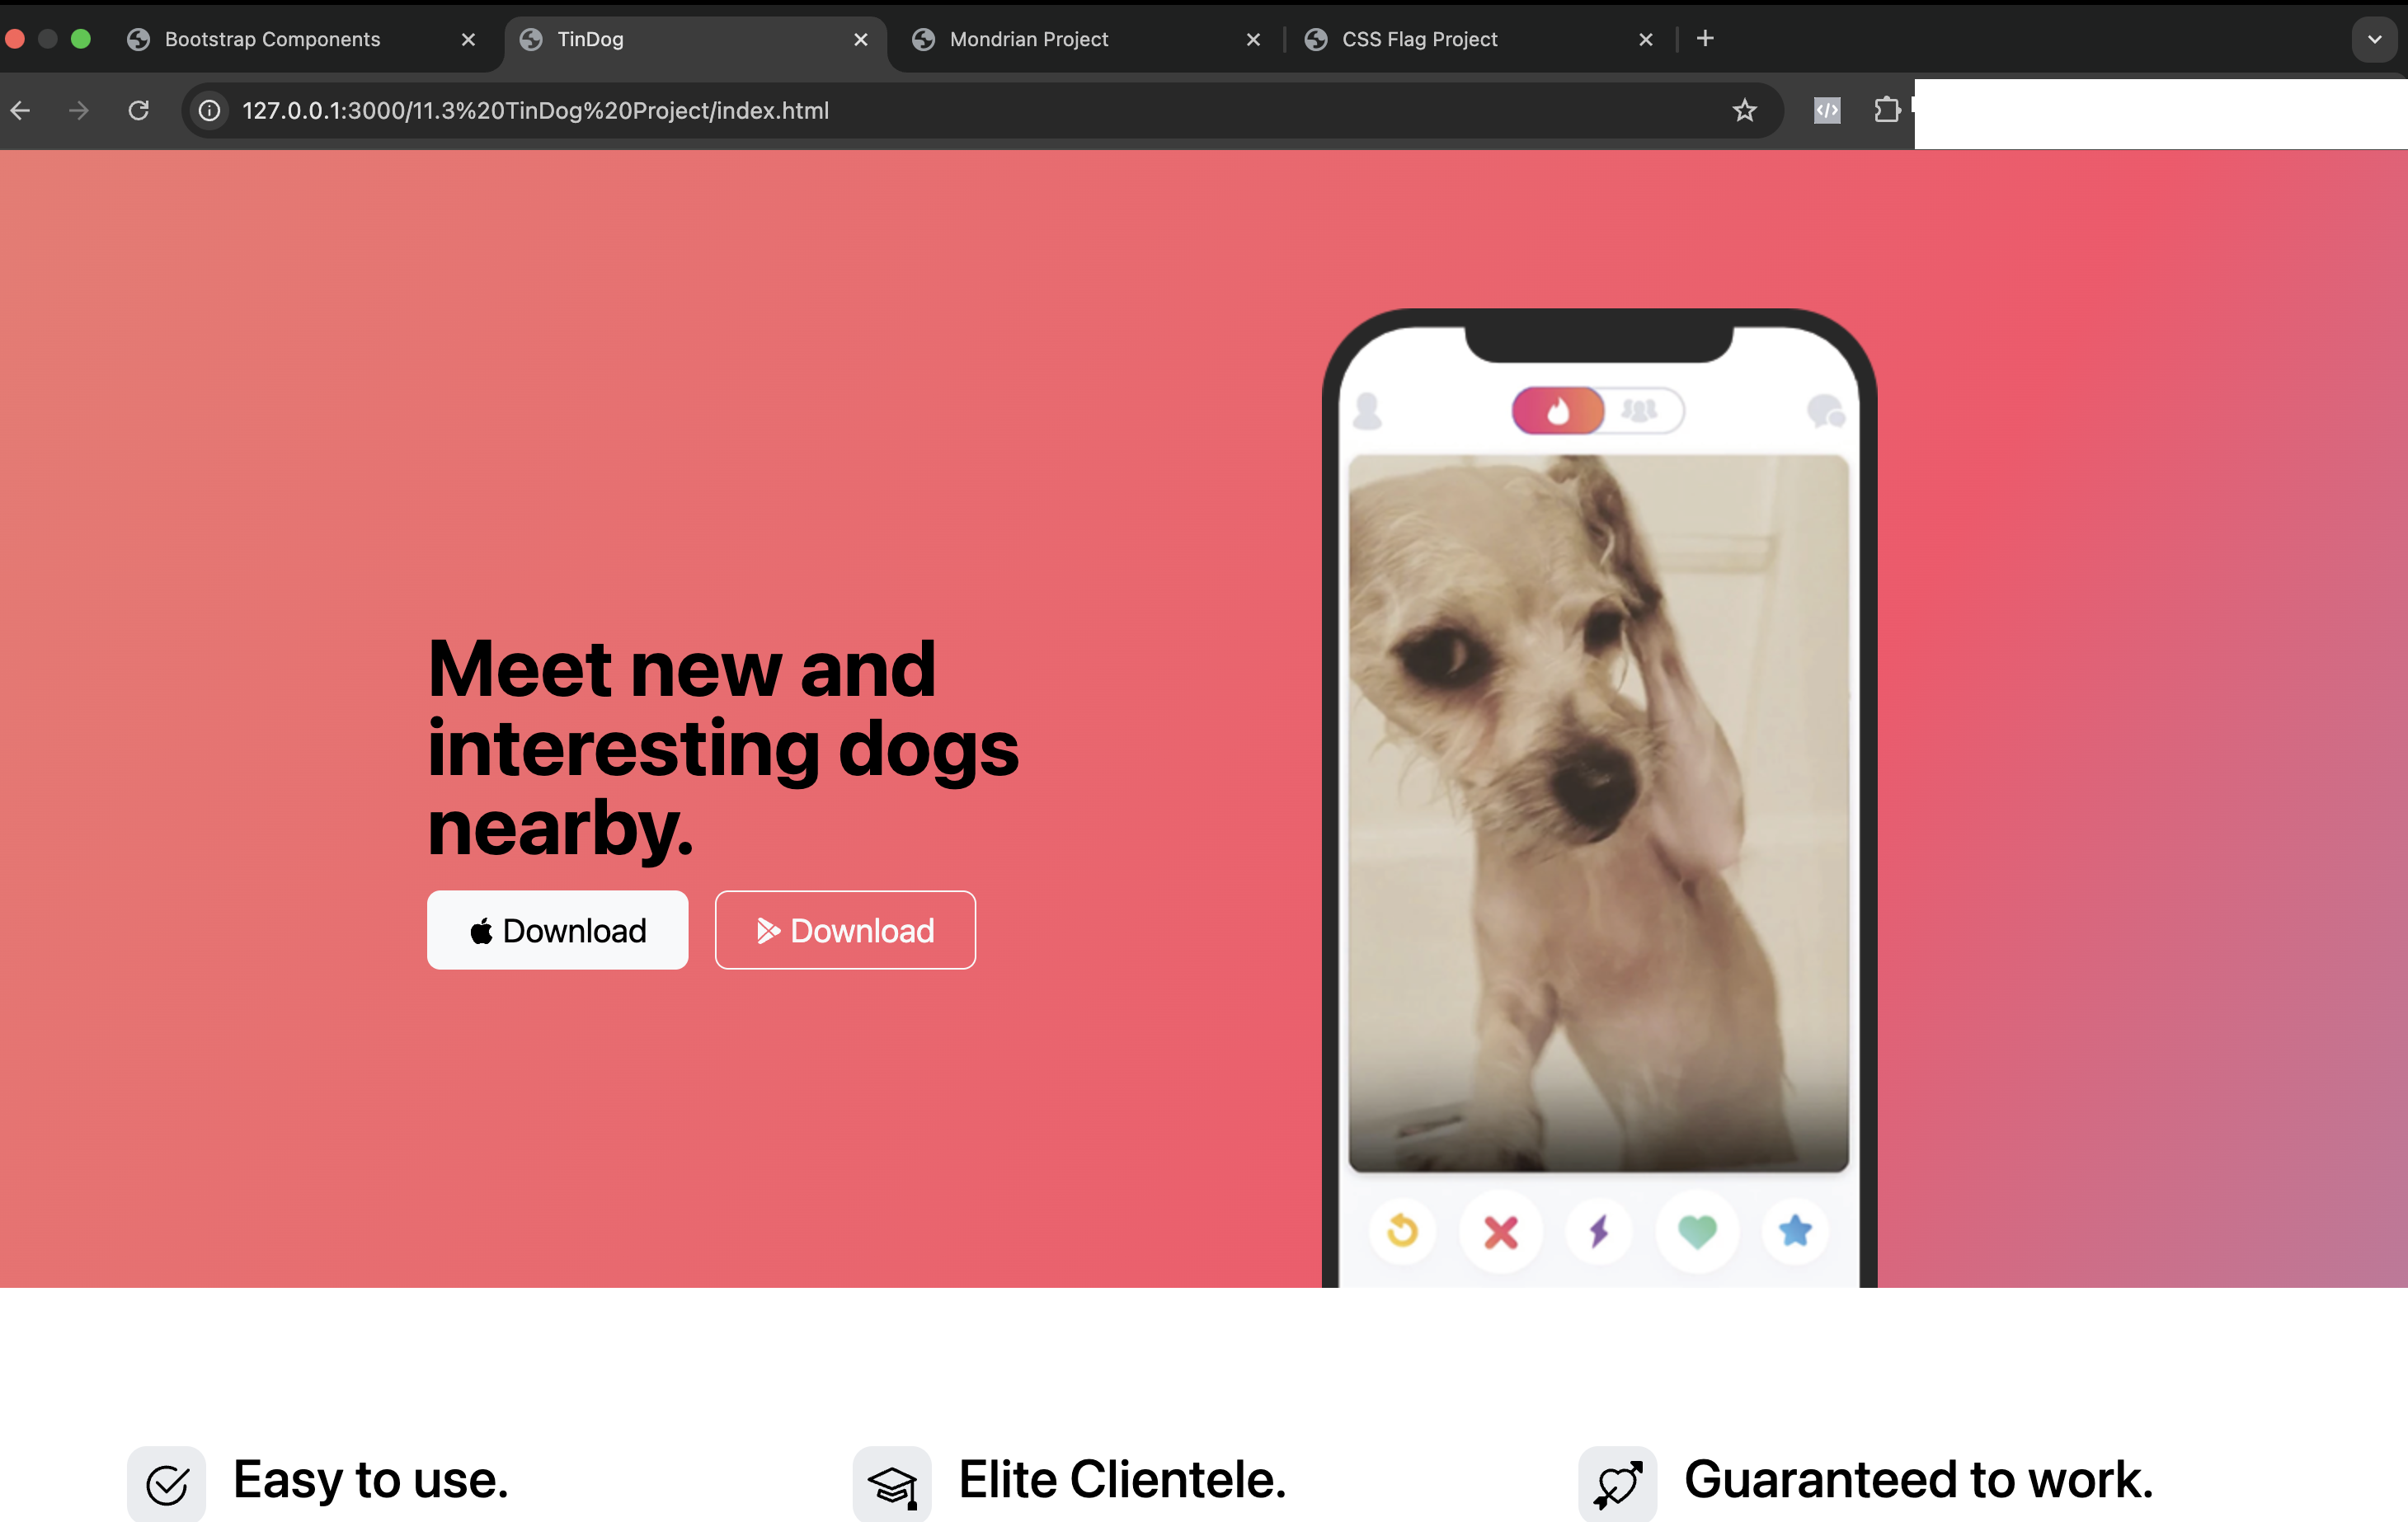 Bootstrap Components
TinDog
Mondrian Project
CSS Flag Project
127.0.0.1:3000/11.3%20TinDog%20Project/index.html
Meet new and
interesting dogs
nearby.
Download
Download
Easy to use.
Elite Clientele.
Guaranteed to work.